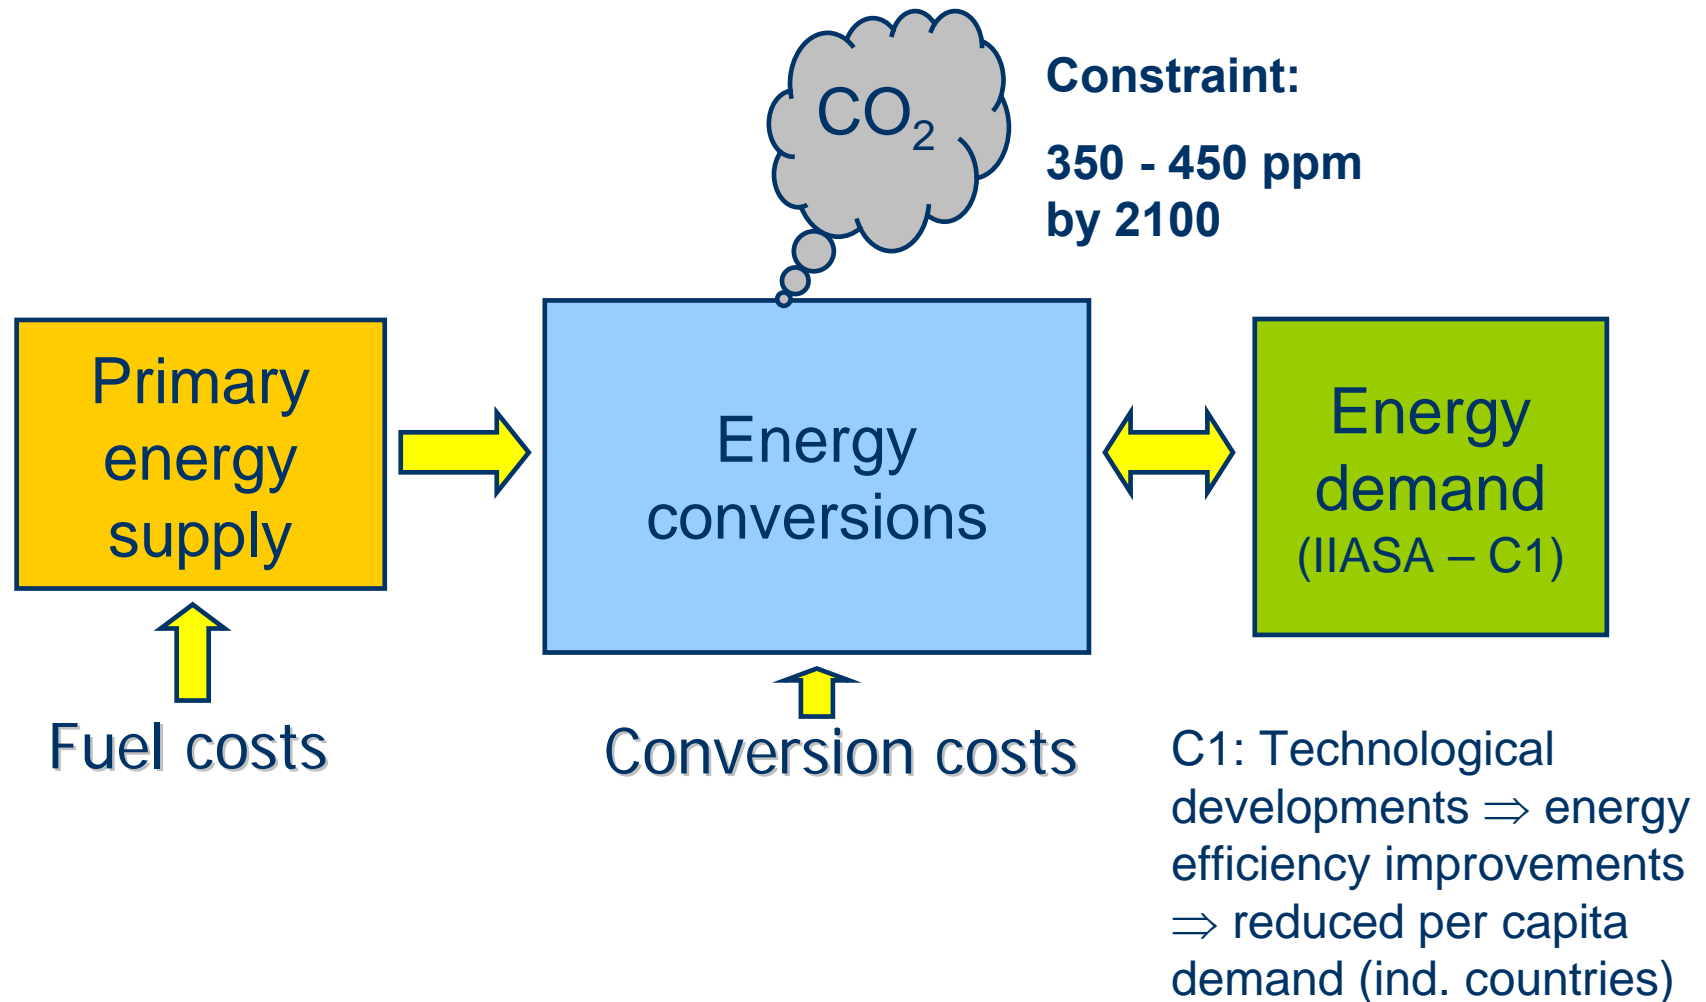 CO₂
Constraint:
350 - 450 ppm
by 2100
Primary
energy
supply
Energy
conversions
Energy
demand
(IIASA – C1)
Fuel costs
Conversion costs
C1: Technological
developments ⇒ energy
efficiency improvements
⇒ reduced per capita
demand (ind. countries)